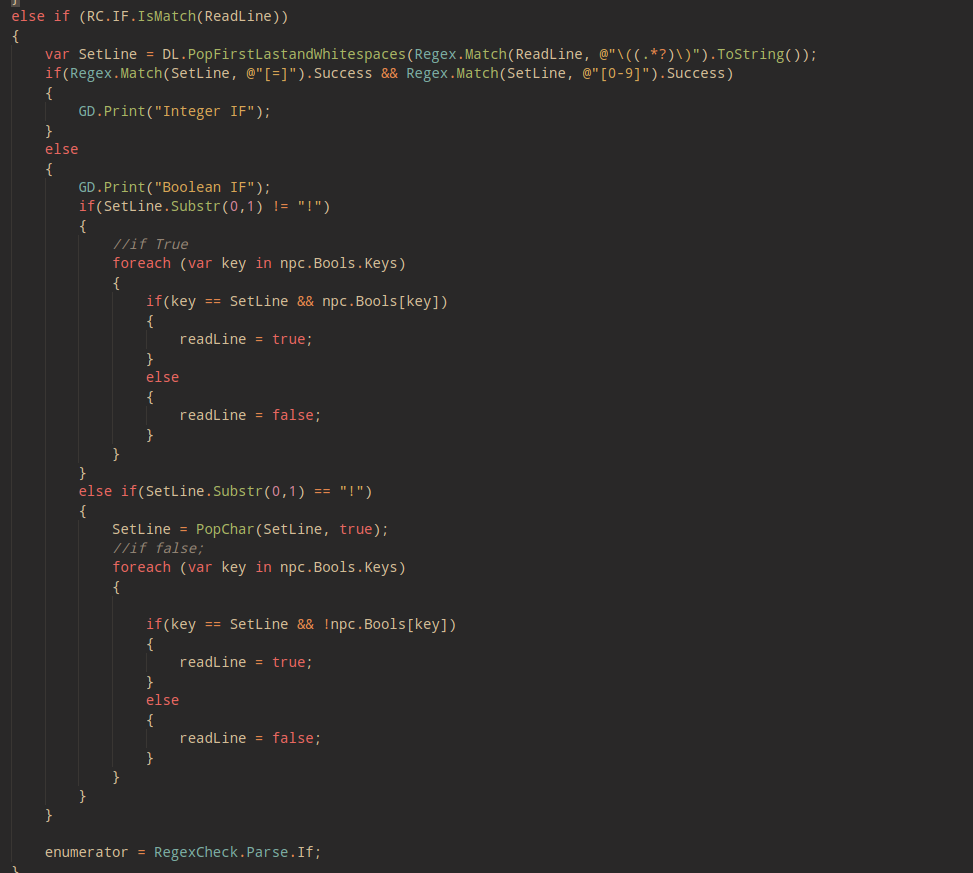 }
else if (RC.IF.IsMatch(ReadLine))
{
    var SetLine = DL.PopFirstLastandWhitespaces(Regex.Match(ReadLine, @"\((.*?)\)").ToString());
    if(Regex.Match(SetLine, @"[=]").Success && Regex.Match(SetLine, @"[0-9]").Success)
    {
        GD.Print("Integer IF");
    }
    else
    {
        GD.Print("Boolean IF");
        if(SetLine.Substr(0,1) != "!")
        {
            //if True
            foreach (var key in npc.Bools.Keys)
            {
                if(key == SetLine && npc.Bools[key])
                {
                    readLine = true;
                }
                else
                {
                    readLine = false;
                }
            }
        }
        else if(SetLine.Substr(0,1) == "!")
        {
            SetLine = PopChar(SetLine, true);
            //if false;
            foreach (var key in npc.Bools.Keys)
            {

                if(key == SetLine && !npc.Bools[key])
                {
                    readLine = true;
                }
                else
                {
                    readLine = false;
                }
            }
        }
    }

    enumerator = RegexCheck.Parse.If;
}